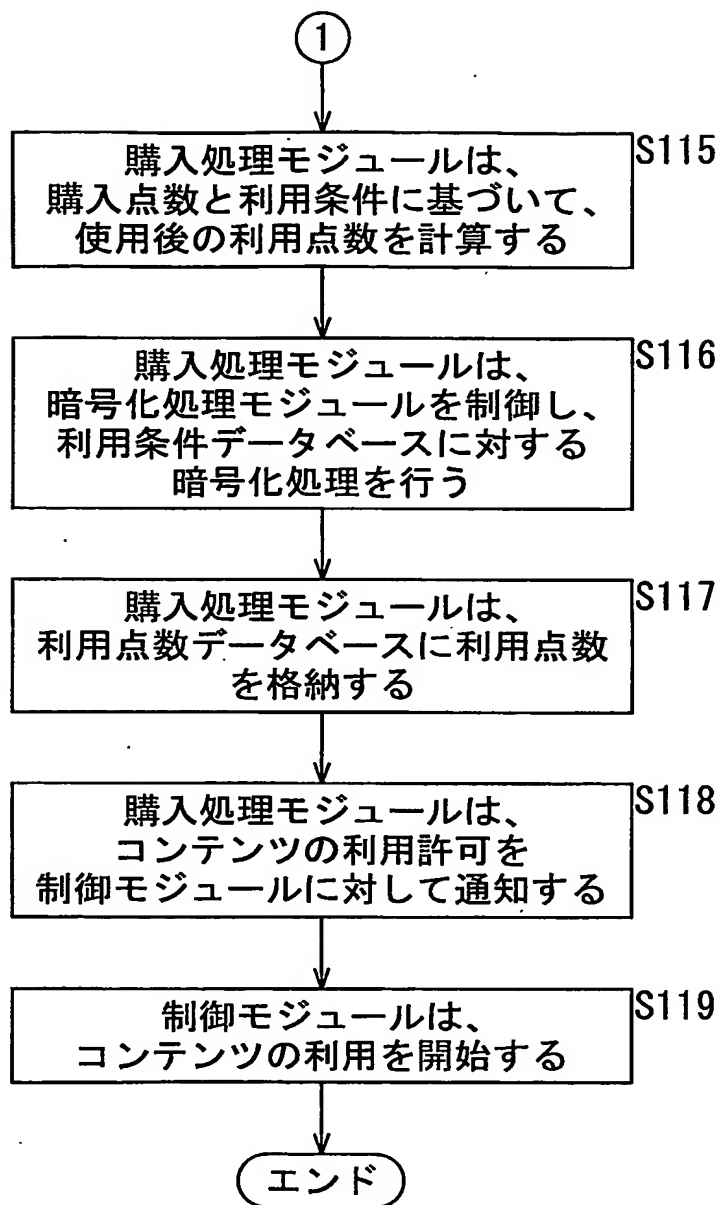 1
購入処理モジュールは、
購入点数と利用条件に基づいて、
使用後の利用点数を計算する
S115
購入処理モジュールは、
暗号化処理モジュールを制御し、
利用条件データベースに対する
暗号化処理を行う
S116
購入処理モジュールは、
利用点数データベースに利用点数
を格納する
S117
購入処理モジュールは、
コンテンツの利用許可を
制御モジュールに対して通知する
S118
制御モジュールは、
コンテンツの利用を開始する
S119
エンド